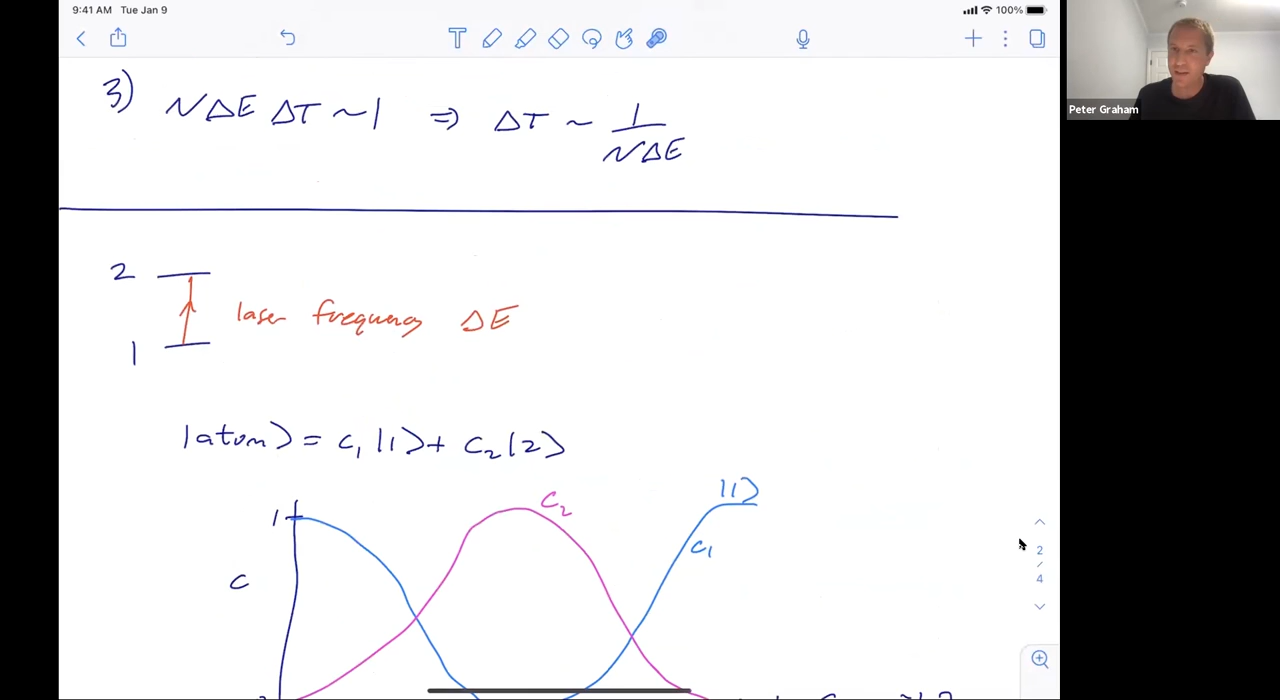 9:41 AM Tue Jan 9
100%
Peter Graham
3) NΔE ΔT ~ 1 ⇒ ΔT ~ 1/NΔE
2
laser frequency ΔE
1
|atom⟩ = c₁|1⟩ + c₂|2⟩
|1⟩
c₂
1
c₁
c
2
/
4